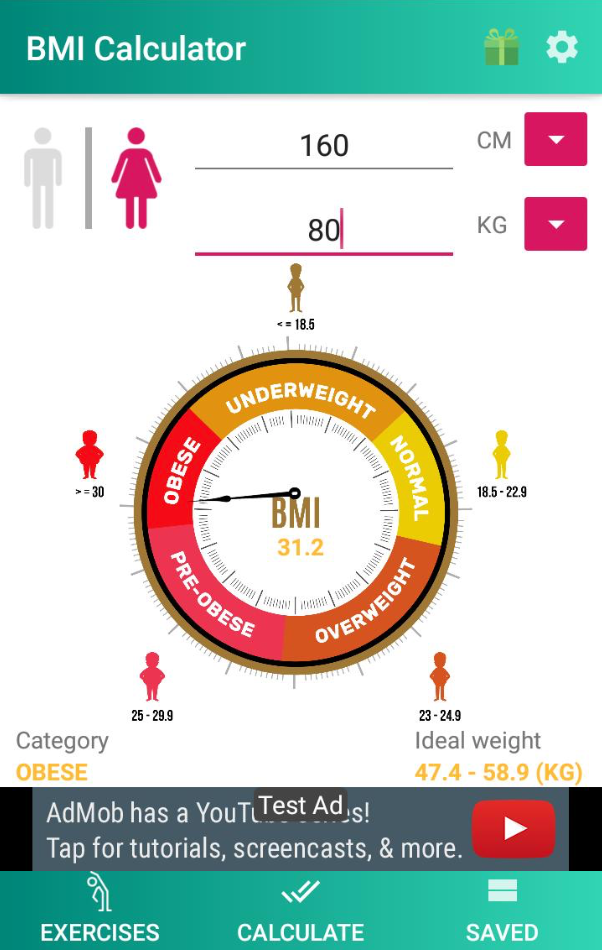 BMI Calculator
160
CM
80
KG
< = 18.5
UNDERWEIGHT
OBESE
NORMAL
> = 30
18.5 - 22.9
BMI
31.2
PRE-OBESE
OVERWEIGHT
25 - 29.9
23 - 24.9
Category
Ideal weight
OBESE
47.4 - 58.9 (KG)
Test Ad
AdMob has a YouTube series!
Tap for tutorials, screencasts, & more.
EXERCISES
CALCULATE
SAVED